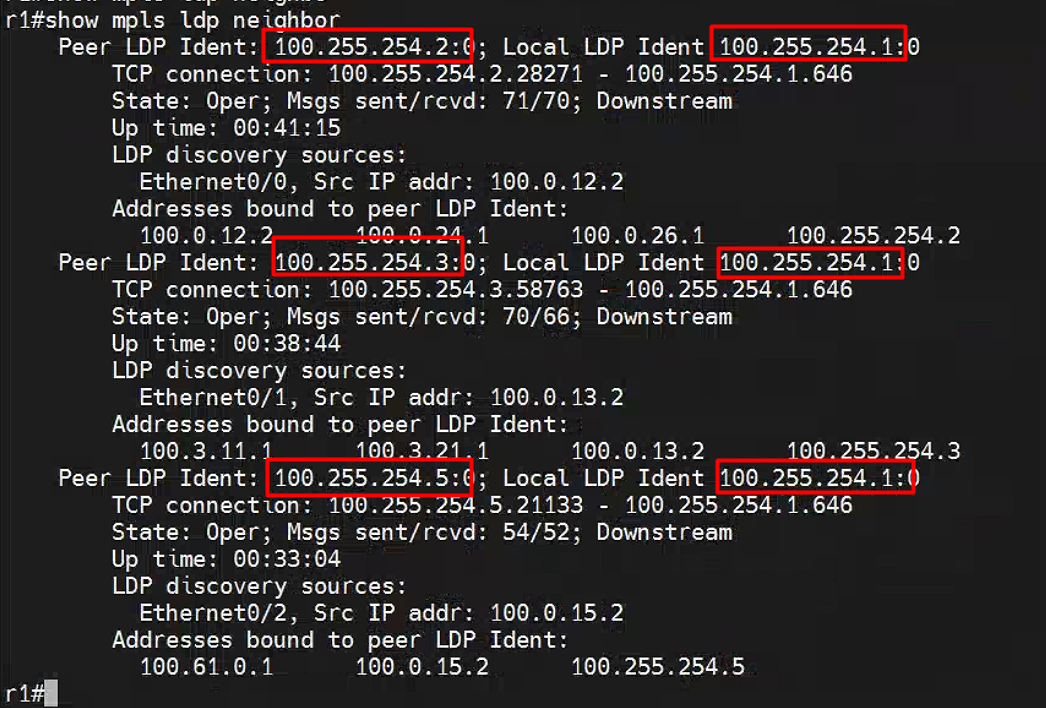 r1#show mpls ldp neighbor
r1#show mpls ldp neighbor
Peer LDP Ident: 100.255.254.2:0; Local LDP Ident 100.255.254.1:0
TCP connection: 100.255.254.2.28271 - 100.255.254.1.646
State: Oper; Msgs sent/rcvd: 71/70; Downstream
Up time: 00:41:15
LDP discovery sources:
Ethernet0/0, Src IP addr: 100.0.12.2
Addresses bound to peer LDP Ident:
100.0.12.2 100.0.24.1 100.0.26.1 100.255.254.2
Peer LDP Ident: 100.255.254.3:0; Local LDP Ident 100.255.254.1:0
TCP connection: 100.255.254.3.58763 - 100.255.254.1.646
State: Oper; Msgs sent/rcvd: 70/66; Downstream
Up time: 00:38:44
LDP discovery sources:
Ethernet0/1, Src IP addr: 100.0.13.2
Addresses bound to peer LDP Ident:
100.3.11.1 100.3.21.1 100.0.13.2 100.255.254.3
Peer LDP Ident: 100.255.254.5:0; Local LDP Ident 100.255.254.1:0
TCP connection: 100.255.254.5.21133 - 100.255.254.1.646
State: Oper; Msgs sent/rcvd: 54/52; Downstream
Up time: 00:33:04
LDP discovery sources:
Ethernet0/2, Src IP addr: 100.0.15.2
Addresses bound to peer LDP Ident:
100.61.0.1 100.0.15.2 100.255.254.5
r1#